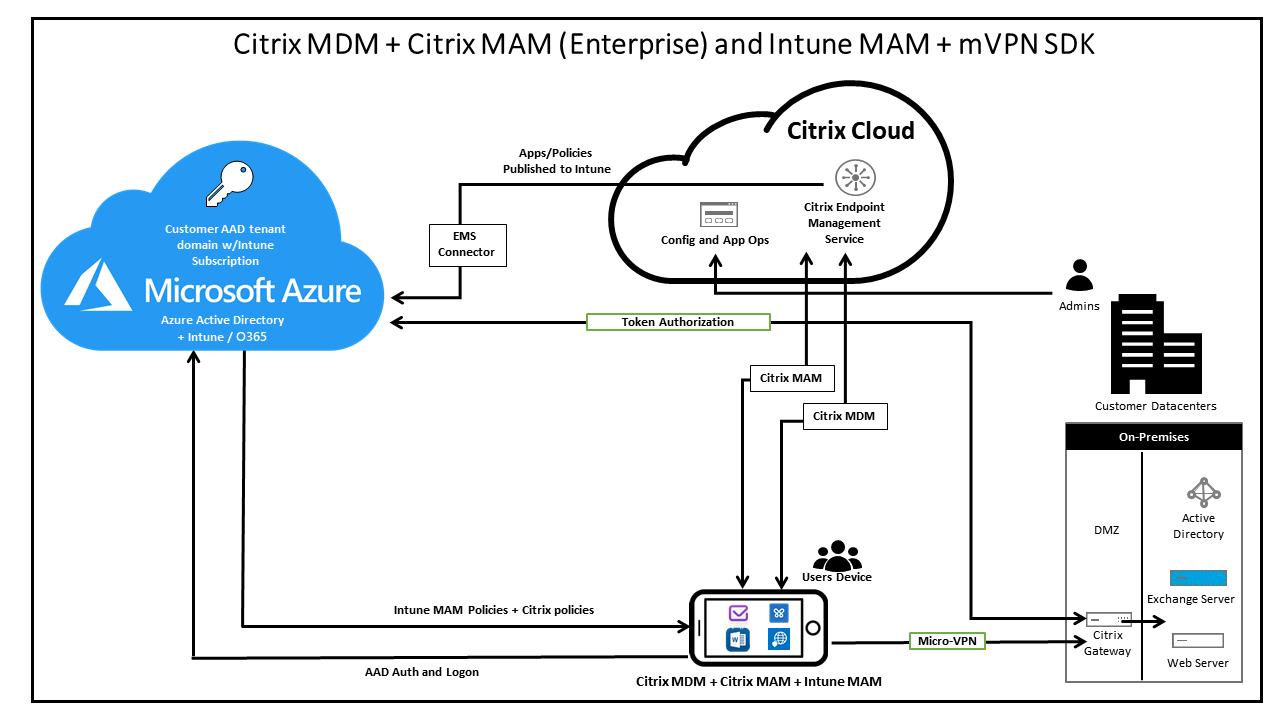 Citrix MDM + Citrix MAM (Enterprise) and Intune MAM + mVPN SDK
Citrix Cloud
Apps/Policies
Published to Intune
Citrix Endpoint
Management
Service
Config and App Ops
EMS
Connector
Customer AAD tenant
domain w/Intune
Subscription
Microsoft Azure
Azure Active Directory
+ Intune / O365
Admins
Token Authorization
Citrix MAM
Citrix MDM
Customer Datacenters
On-Premises
DMZ
Active
Directory
Exchange Server
Citrix
Gateway
Web Server
Users Device
Intune MAM Policies + Citrix policies
Micro-VPN
AAD Auth and Logon
W
Citrix MDM + Citrix MAM + Intune MAM